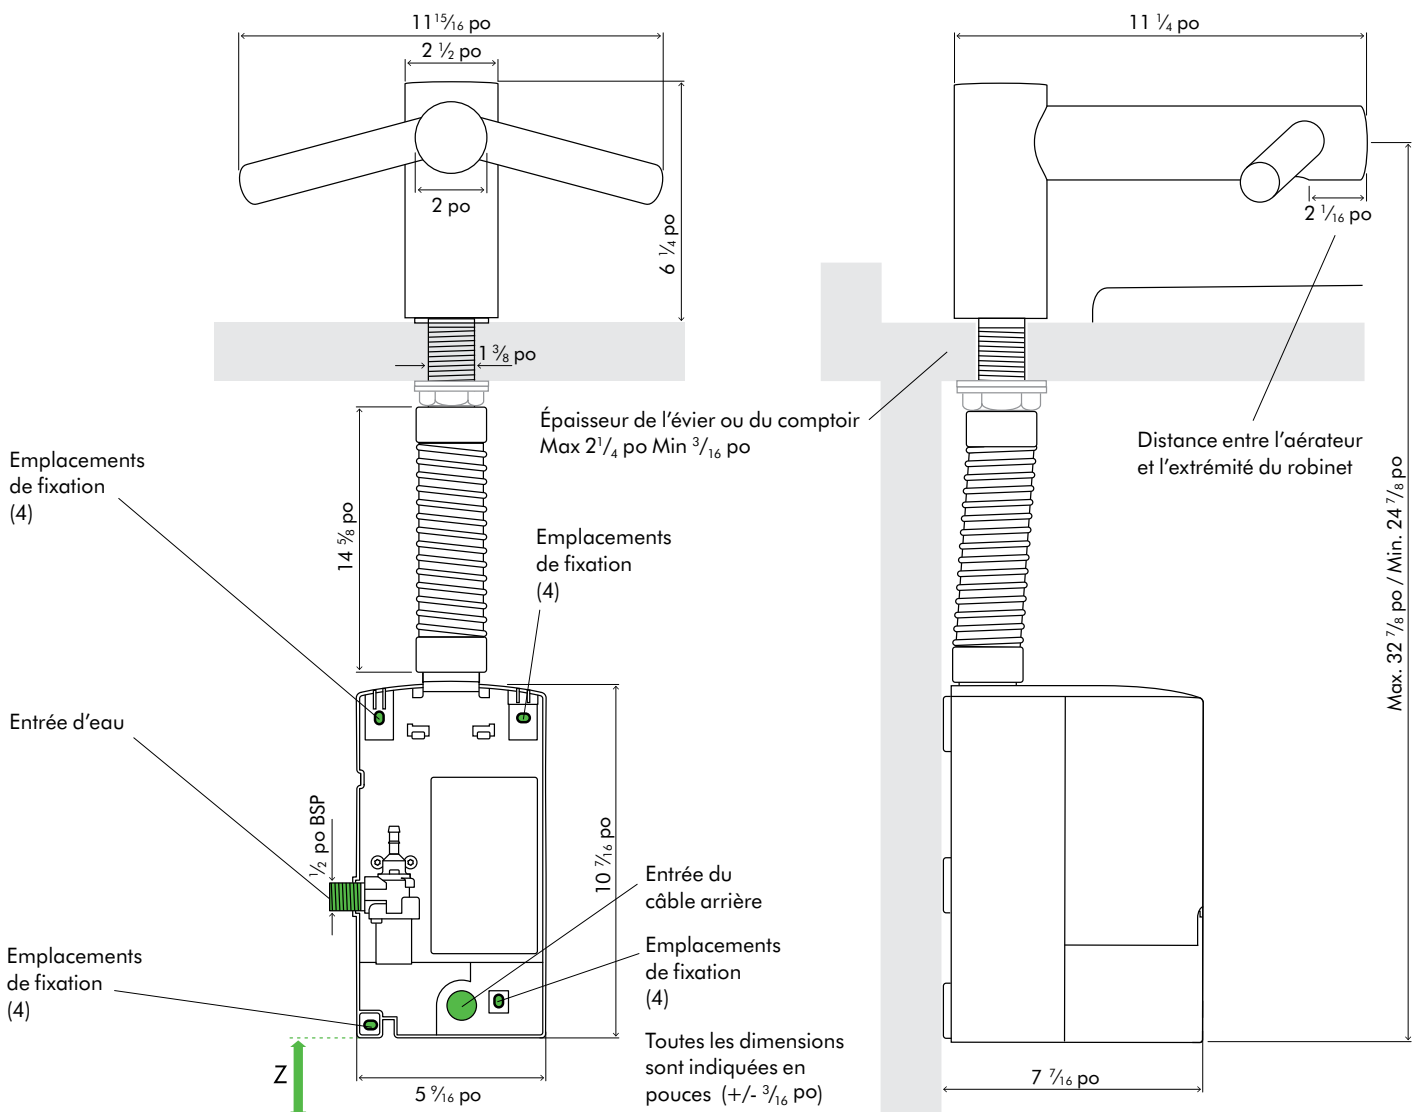 11 15/16 po
2 1/2 po
2 po
6 1/4 po
1 3/8 po
11 1/4 po
2 1/16 po
Épaisseur de l’évier ou du comptoir
Max 2 1/4 po Min 3/16 po
Distance entre l’aérateur
et l’extrémité du robinet
Max. 32 7/8 po / Min. 24 7/8 po
Emplacements
de fixation
(4)
14 5/8 po
Emplacements
de fixation
(4)
Entrée d’eau
1/2 po BSP
10 7/16 po
Entrée du
câble arrière
Emplacements
de fixation
(4)
Emplacements
de fixation
(4)
Z
5 9/16 po
Toutes les dimensions
sont indiquées en
pouces (+/- 3/16 po)
7 7/16 po